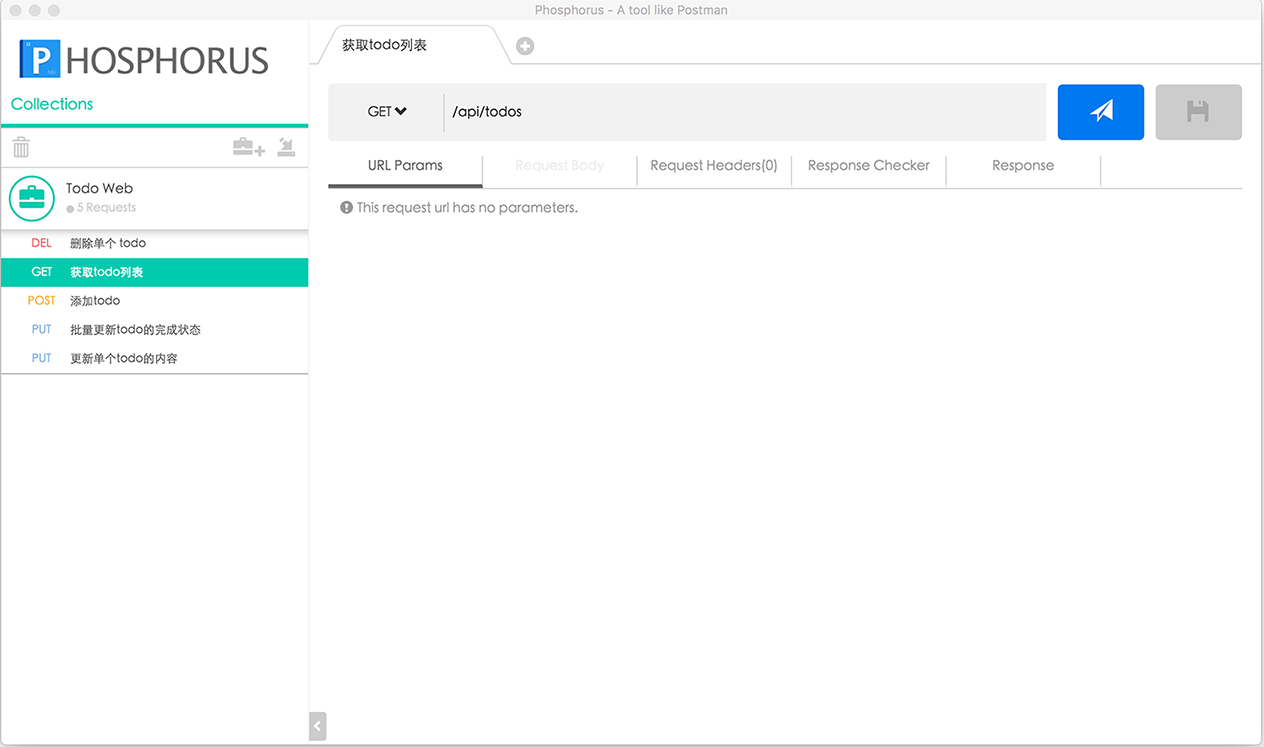 Phosphorus - A tool like Postman
PHOSPHORUS
获取todo列表
Collections
GET
/api/todos
URL Params
Request Body
Request Headers(0)
Response Checker
Response
Todo Web
5 Requests
This request url has no parameters.
DEL 删除单个 todo
GET 获取todo列表
POST 添加todo
PUT 批量更新todo的完成状态
PUT 更新单个todo的内容